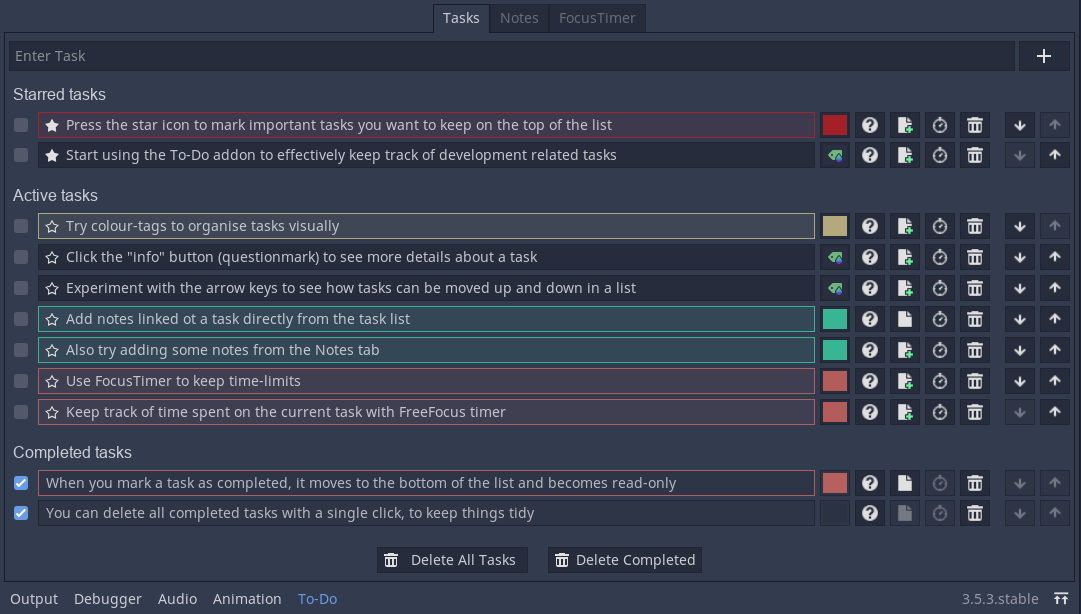 Tasks Notes FocusTimer
Enter Task
Starred tasks
Press the star icon to mark important tasks you want to keep on the top of the list
Start using the To-Do addon to effectively keep track of development related tasks
Active tasks
Try colour-tags to organise tasks visually
Click the "info" button (questionmark) to see more details about a task
Experiment with the arrow keys to see how tasks can be moved up and down in a list
Add notes linked ot a task directly from the task list
Also try adding some notes from the Notes tab
Use FocusTimer to keep time-limits
Keep track of time spent on the current task with FreeFocus timer
Completed tasks
When you mark a task as completed, it moves to the bottom of the list and becomes read-only
You can delete all completed tasks with a single click, to keep things tidy
Delete All Tasks Delete Completed
Output Debugger Audio Animation To-Do 3.5.3.stable